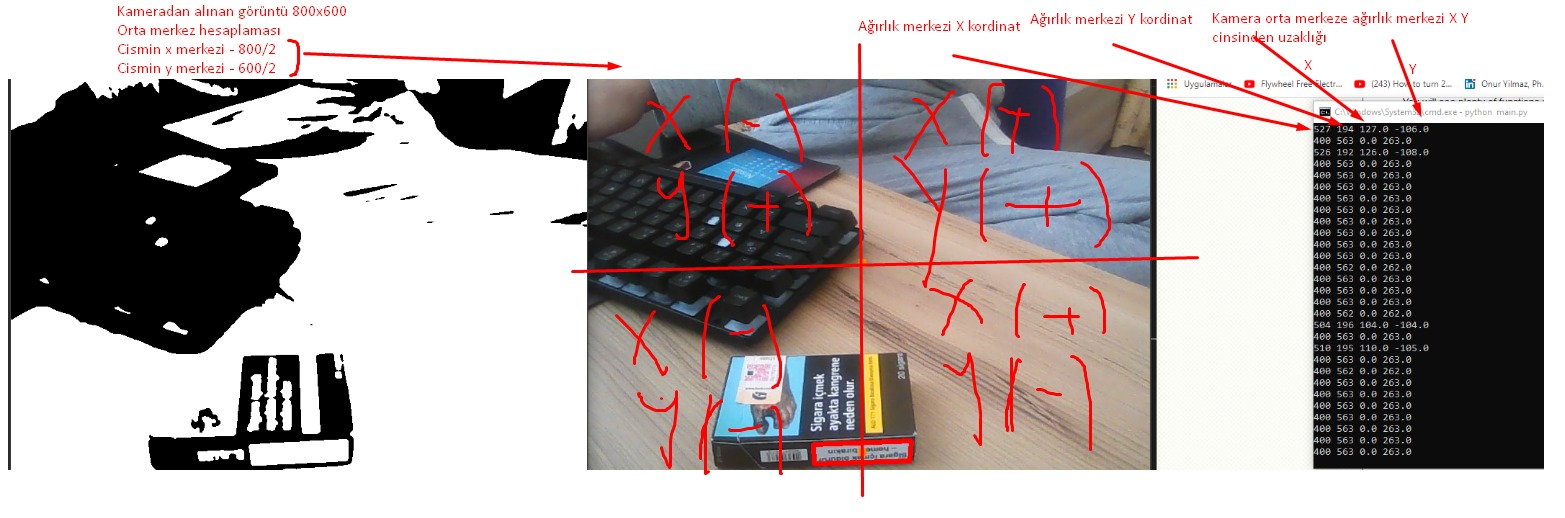 Kameradan alınan görüntü 800x600
Orta merkez hesaplaması
Cismin x merkezi - 800/2
Cismin y merkezi - 600/2
Ağırlık merkezi X kordinat
Ağırlık merkezi Y kordinat
Kamera orta merkeze ağırlık merkezi X Y
cinsinden uzaklığı
X
Y
X (-)
y (+)
X (+)
Y (+)
X (-)
y (-)
X (+)
y (-)
Sigara içmek
ayakta kangrene
neden olur.
20 sigara
Uygulamalar
Flywheel Free Electr...
(243) How to turn 2...
Onur Yılmaz, Ph.
C:\Windows\System32\cmd.exe - python main.py
527 194 127.0 -106.0
400 563 0.0 263.0
526 192 126.0 -108.0
400 563 0.0 263.0
400 563 0.0 263.0
400 563 0.0 263.0
400 563 0.0 263.0
400 563 0.0 263.0
400 563 0.0 263.0
400 563 0.0 263.0
400 563 0.0 263.0
400 563 0.0 263.0
400 562 0.0 262.0
400 563 0.0 263.0
400 563 0.0 263.0
400 563 0.0 263.0
400 562 0.0 262.0
504 196 104.0 -104.0
400 563 0.0 263.0
510 195 110.0 -105.0
400 563 0.0 263.0
400 562 0.0 262.0
400 563 0.0 263.0
400 563 0.0 263.0
400 563 0.0 263.0
400 563 0.0 263.0
400 563 0.0 263.0
400 563 0.0 263.0
400 563 0.0 263.0